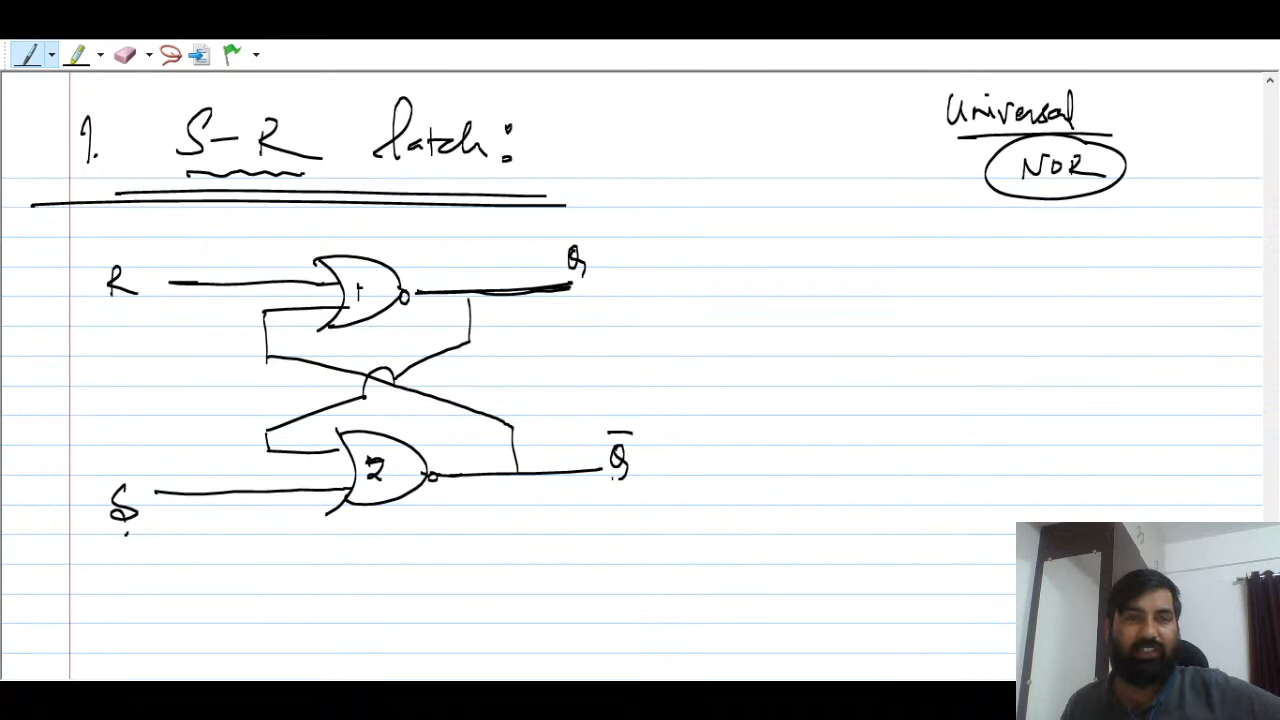 1. S-R latch:
Universal
NOR
R
1
Q
2
Q̅
S